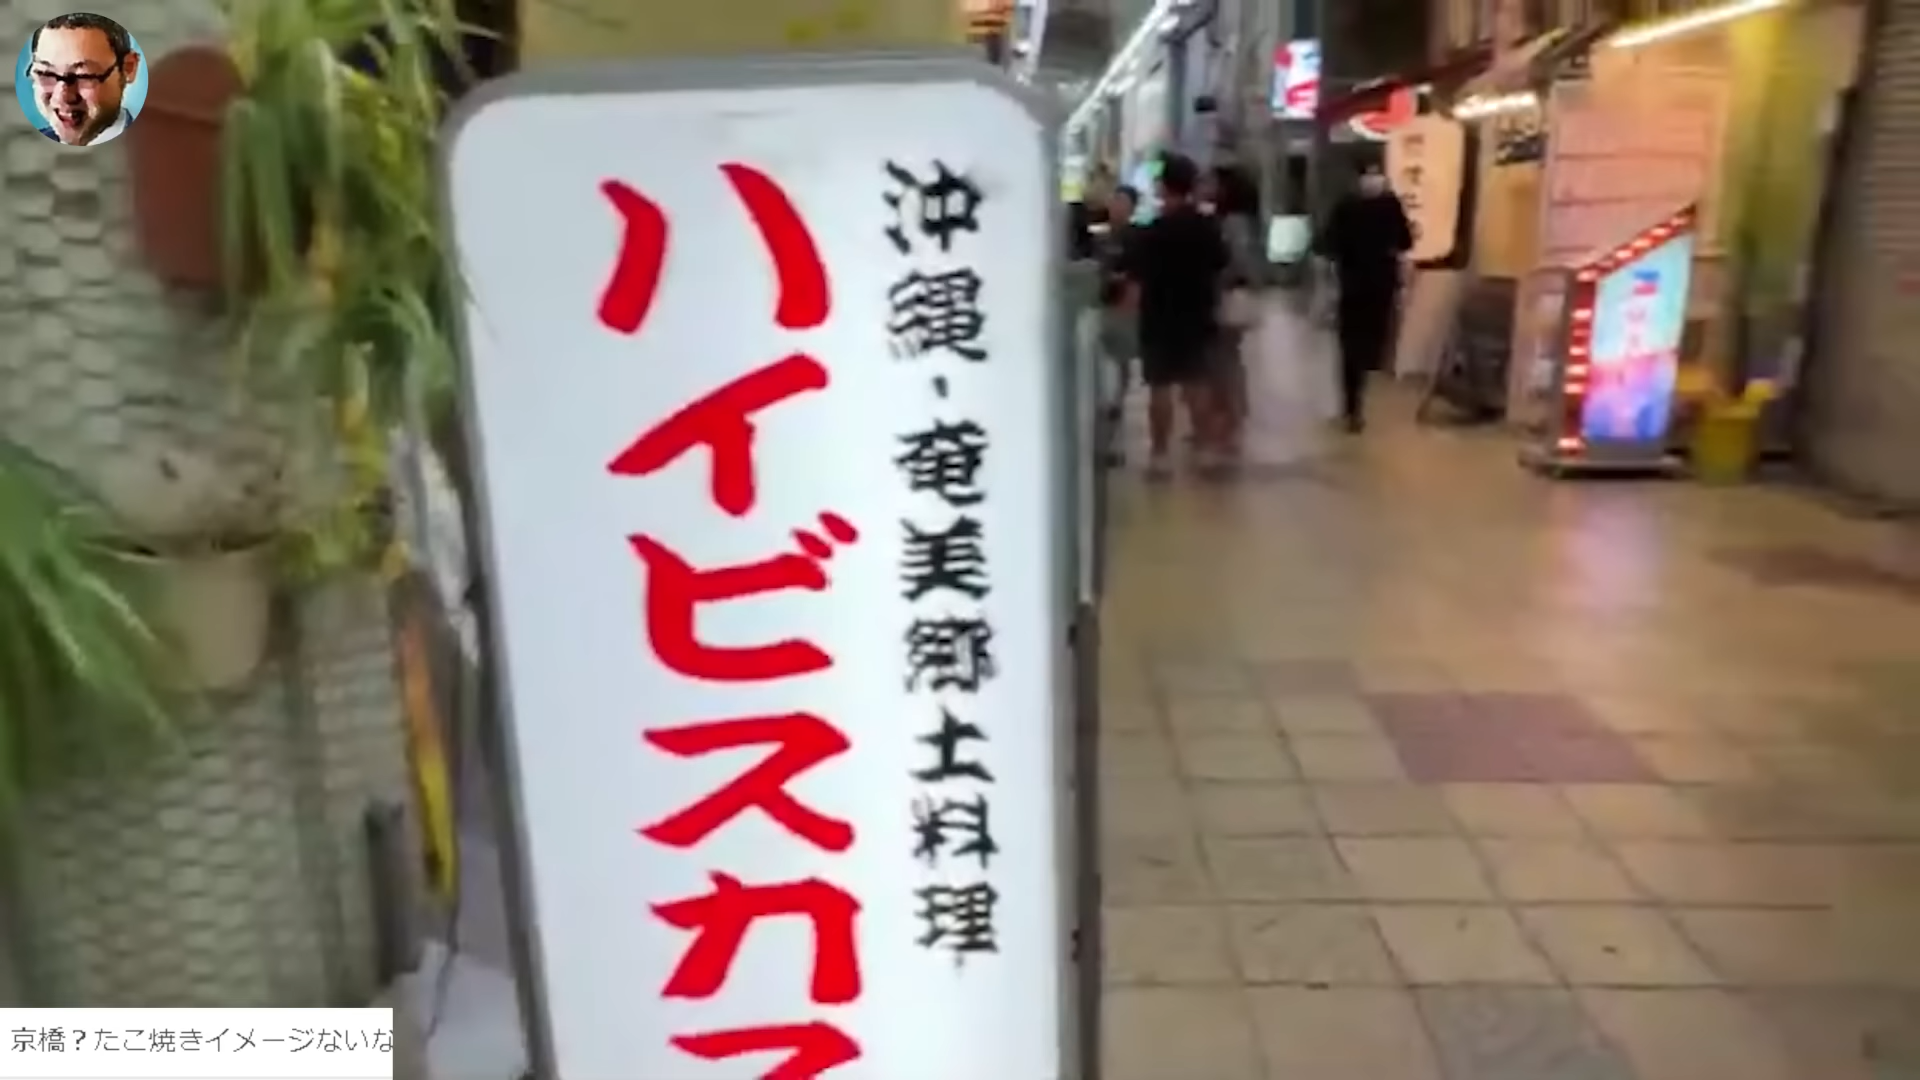 沖縄・奄美郷土料理
ハイビスカス
京橋？たこ焼きイメージないな